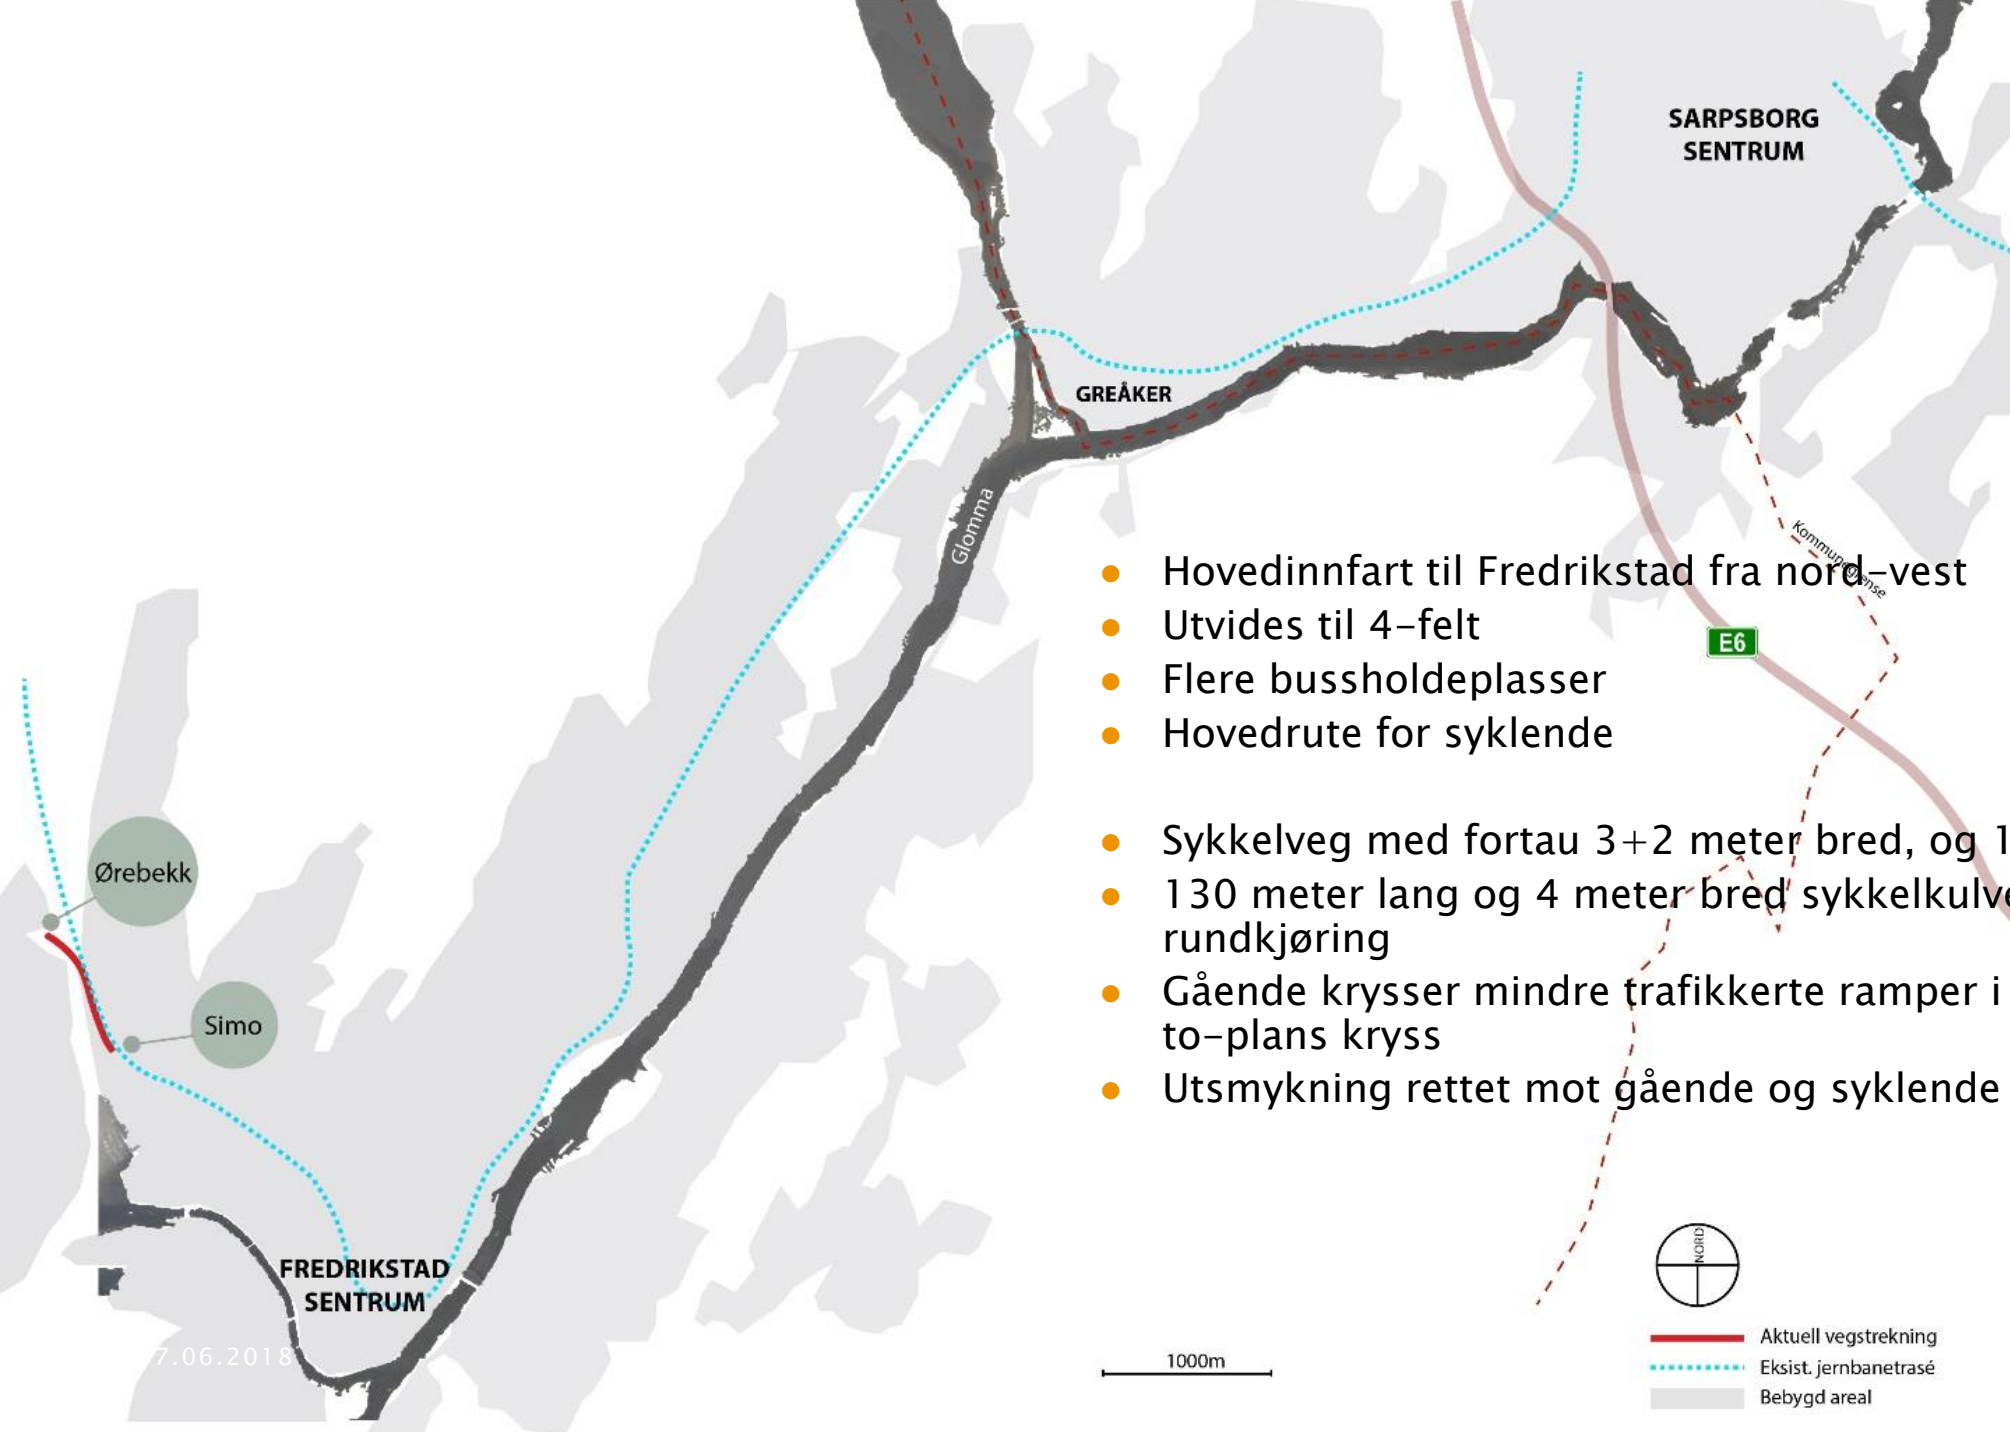 SARPSBORG
SENTRUM
GREÅKER
Glomma
Kommunegrense
● Hovedinnfart til Fredrikstad fra nord-vest
● Utvides til 4-felt
E6
● Flere bussholdeplasser
● Hovedrute for syklende
● Sykkelveg med fortau 3+2 meter bred, og 1
● 130 meter lang og 4 meter bred
rundkjøring
● Gående krysser mindre trafikkerte ramper i
to-plans kryss
● Utsmykning rettet mot gående og syklende
Ørebekk
Simo
FREDRIKSTAD
SENTRUM
7.06.2018
1000m
NORD
Aktuell vegstrekning
Eksist. jernbanetrasé
Bebygd areal